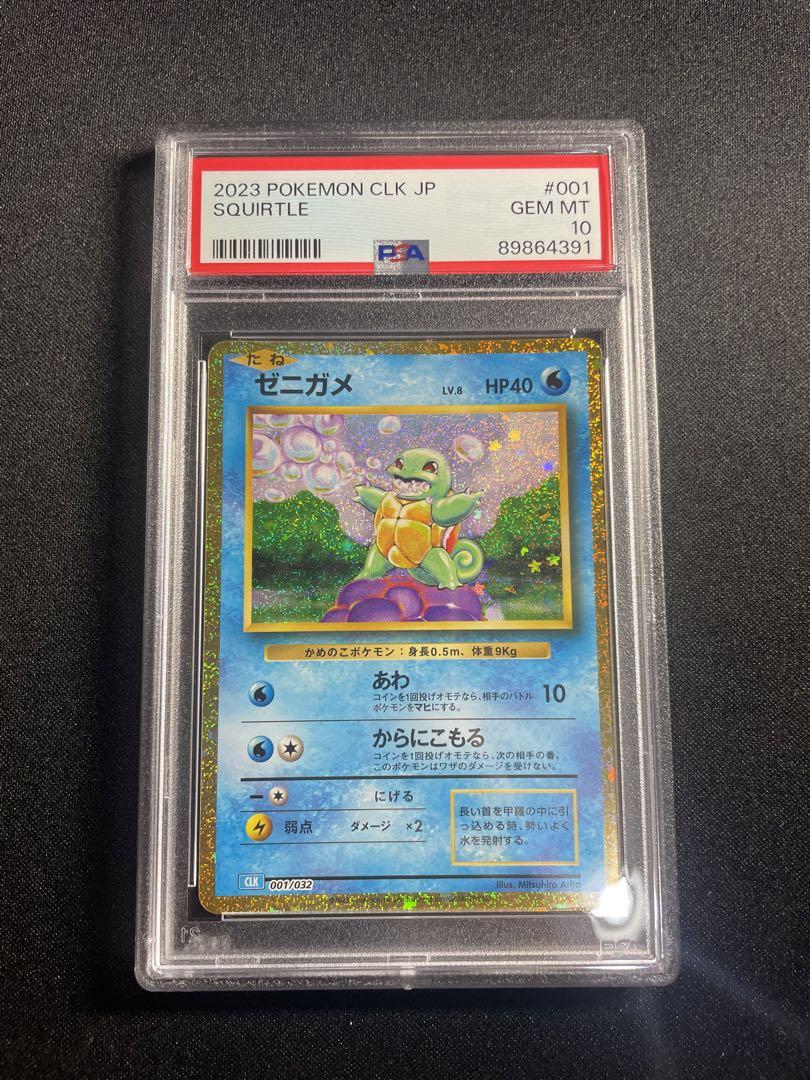 2023 POKEMON CLK JP #001
SQUIRTLE GEM MT
10
PSA 89864391
たね
ゼニガメ LV.8 HP40
かめのこポケモン：身長0.5m、体重9Kg
あわ 10
コインを1回投げオモテなら、相手のバトル
ポケモンをマヒにする。
からにこもる
コインを1回投げオモテなら、次の相手の番、
このポケモンはワザのダメージを受けない。
にげる
弱点 ダメージ ×2
長い首を甲羅の中に引
っ込める時、勢いよく
水を発射する。
CLK 001/032
Illus. Mitsuhiro Arita